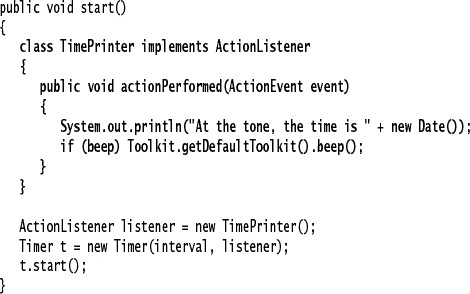 public void start()
{
   class TimePrinter implements ActionListener
   {
      public void actionPerformed(ActionEvent event)
      {
         System.out.println("At the tone, the time is " + new Date());
         if (beep) Toolkit.getDefaultToolkit().beep();
      }
   }

   ActionListener listener = new TimePrinter();
   Timer t = new Timer(interval, listener);
   t.start();
}